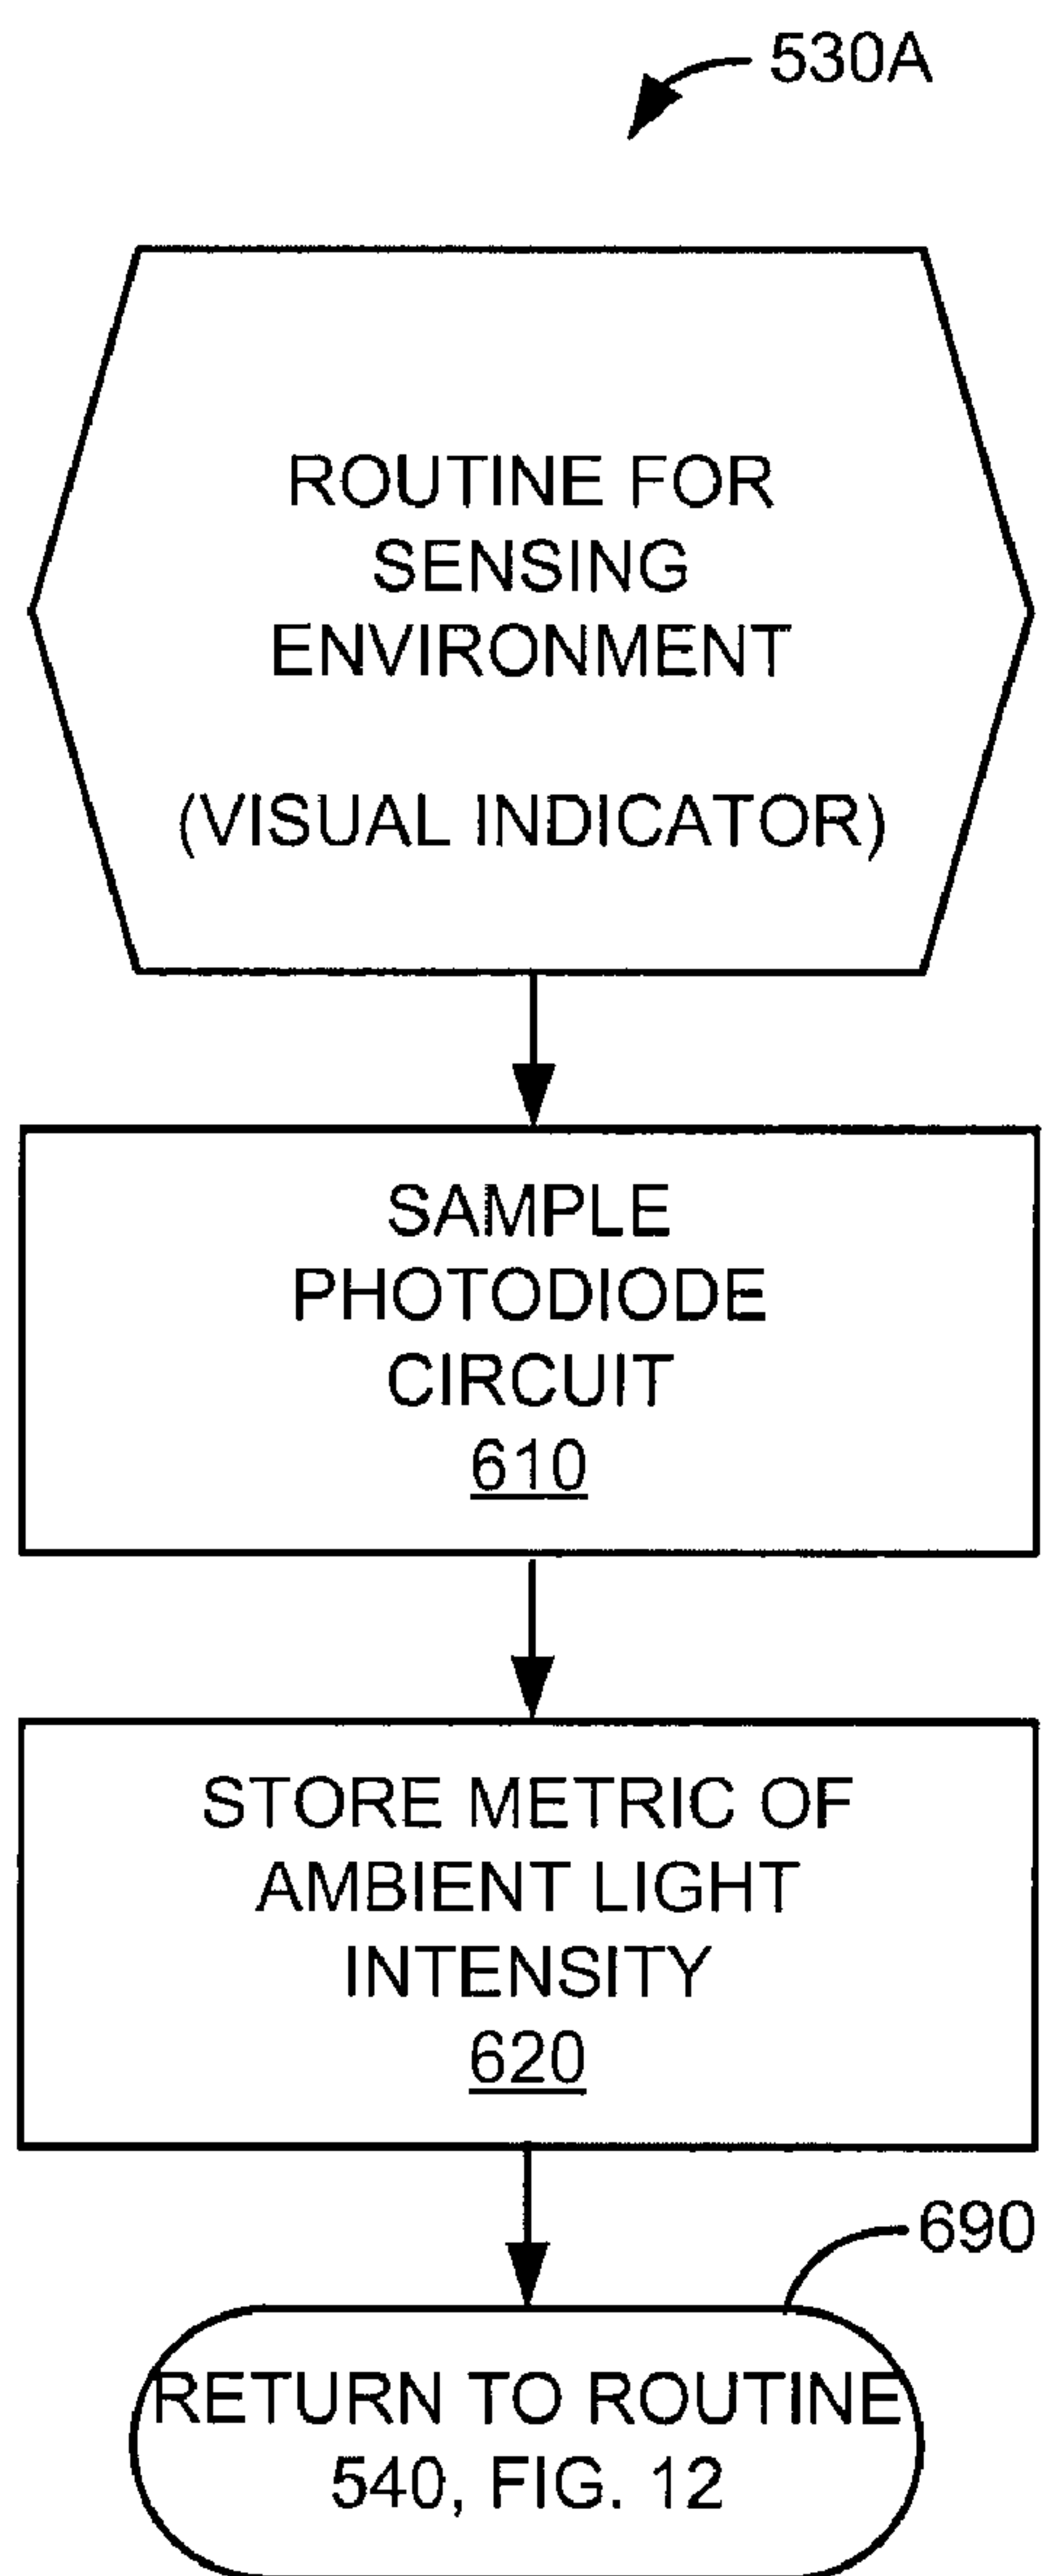 530A
ROUTINE FOR
SENSING
ENVIRONMENT
(VISUAL INDICATOR)
SAMPLE
PHOTODIODE
CIRCUIT
610
STORE METRIC OF
AMBIENT LIGHT
INTENSITY
620
690
RETURN TO ROUTINE
540, FIG. 12